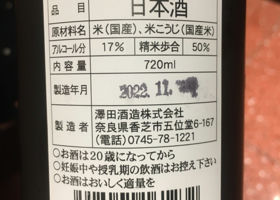 品目 日本酒
原材料名 米(国産)、米こうじ(国産米)
アルコール分 17% 精米歩合 50%
内容量 720ml
製造年月 2022.11.
製造者 澤田酒造株式会社
奈良県香芝市五位堂6-167
(電話)0745-78-1221
○お酒は20歳になってから
○妊娠中や授乳期の飲酒はお控え下さい
○お酒はおいしく適量を